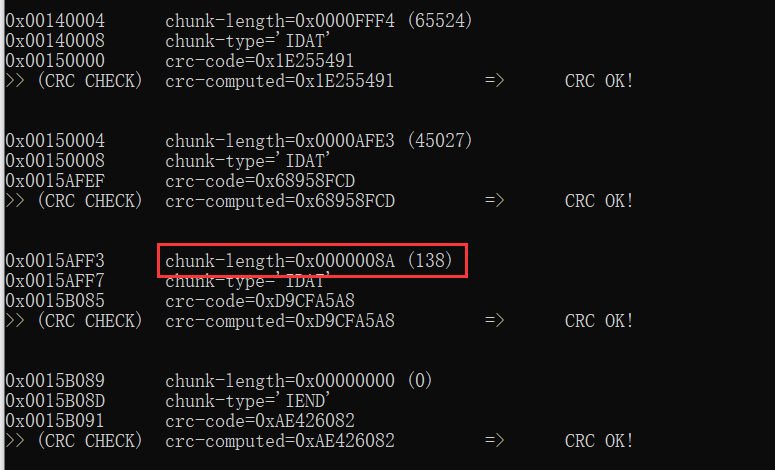 0x00140004 chunk-length=0x0000FFF4 (65524)
0x00140008 chunk-type='IDAT'
0x00150000 crc-code=0x1E255491
>> (CRC CHECK) crc-computed=0x1E255491 => CRC OK!
0x00150004 chunk-length=0x0000AFE3 (45027)
0x00150008 chunk-type='IDAT'
0x0015AFEF crc-code=0x68958FCD
>> (CRC CHECK) crc-computed=0x68958FCD => CRC OK!
0x0015AFF3 chunk-length=0x0000008A (138)
0x0015AFF7 chunk-type='IDAT'
0x0015B085 crc-code=0xD9CFA5A8
>> (CRC CHECK) crc-computed=0xD9CFA5A8 => CRC OK!
0x0015B089 chunk-length=0x00000000 (0)
0x0015B08D chunk-type='IEND'
0x0015B091 crc-code=0xAE426082
>> (CRC CHECK) crc-computed=0xAE426082 => CRC OK!